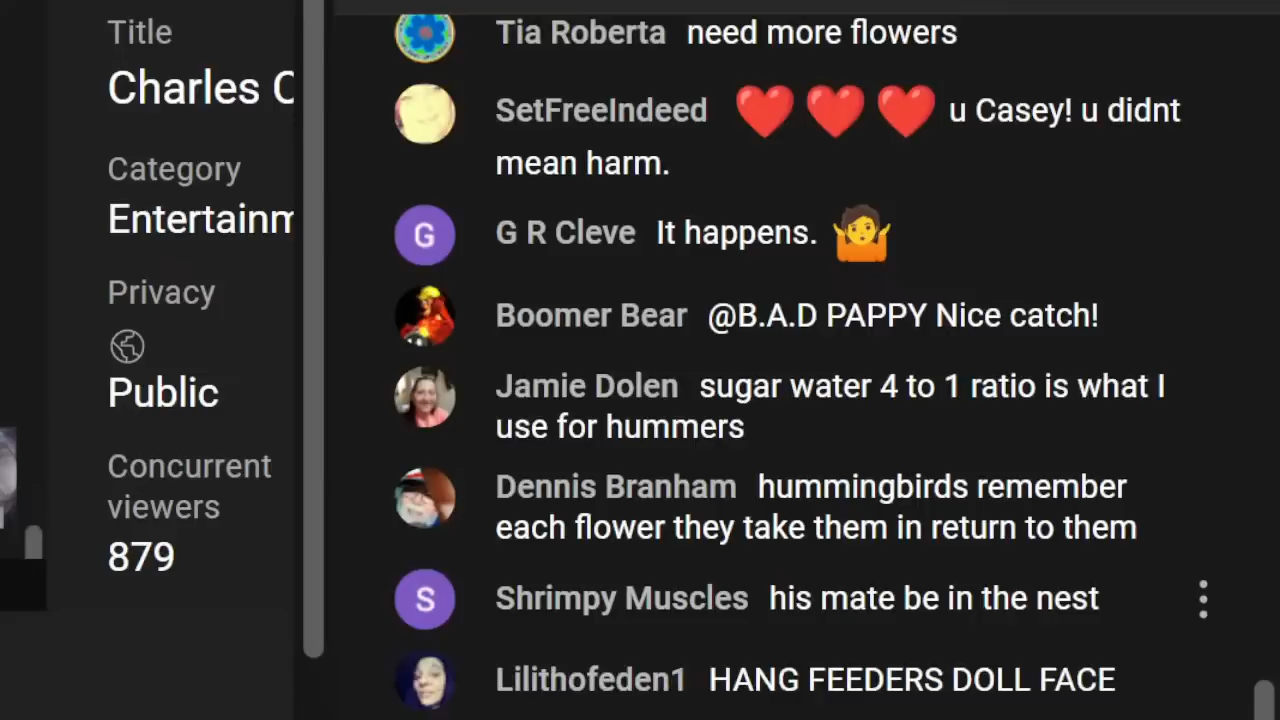 Title
Charles C
Category
Entertainm
Privacy
Public
Concurrent
viewers
879
Tia Roberta need more flowers
SetFreeIndeed ❤️ ❤️ ❤️ u Casey! u didnt
mean harm.
G
G R Cleve It happens. 🤷
Boomer Bear @B.A.D PAPPY Nice catch!
Jamie Dolen sugar water 4 to 1 ratio is what I
use for hummers
Dennis Branham hummingbirds remember
each flower they take them in return to them
S
Shrimpy Muscles his mate be in the nest
Lilithofeden1 HANG FEEDERS DOLL FACE